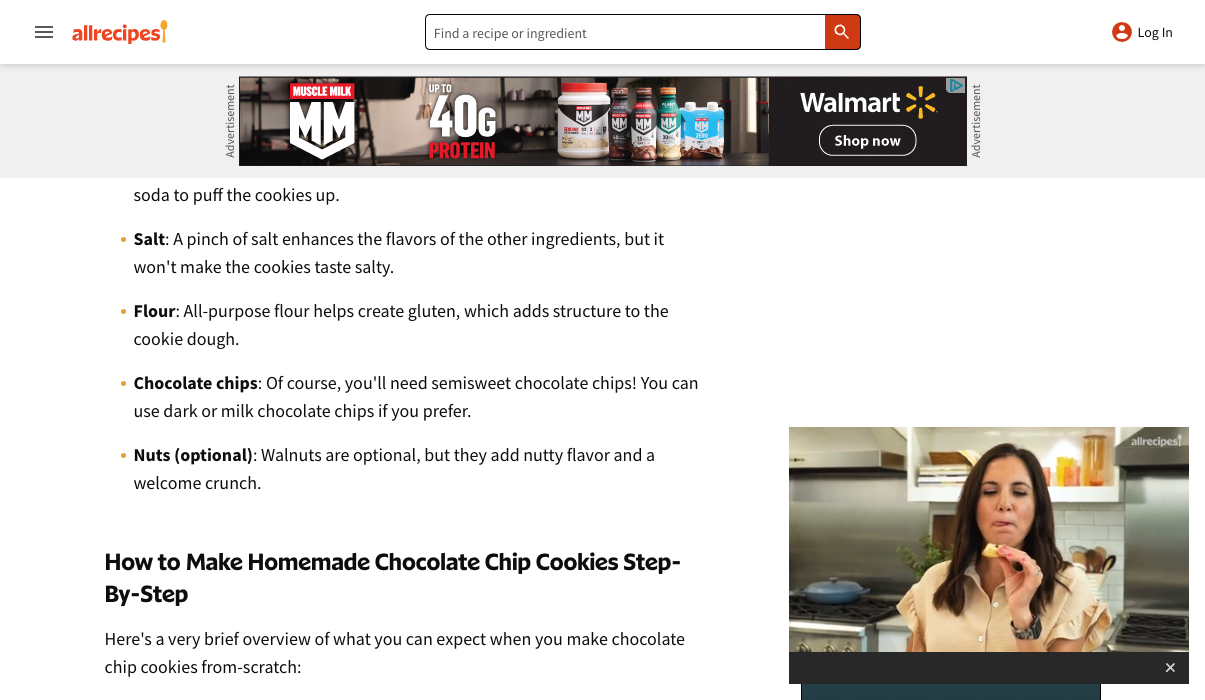 allrecipes
Find a recipe or ingredient
Log In
Advertisement
MUSCLE MILK
MM
UP TO
40G
PROTEIN
Walmart
Shop now
Advertisement
soda to puff the cookies up.
• Salt: A pinch of salt enhances the flavors of the other ingredients, but it
won't make the cookies taste salty.
• Flour: All-purpose flour helps create gluten, which adds structure to the
cookie dough.
• Chocolate chips: Of course, you'll need semisweet chocolate chips! You can
use dark or milk chocolate chips if you prefer.
• Nuts (optional): Walnuts are optional, but they add nutty flavor and a
welcome crunch.
allrecipes
How to Make Homemade Chocolate Chip Cookies Step-
By-Step
Here's a very brief overview of what you can expect when you make chocolate
chip cookies from-scratch: